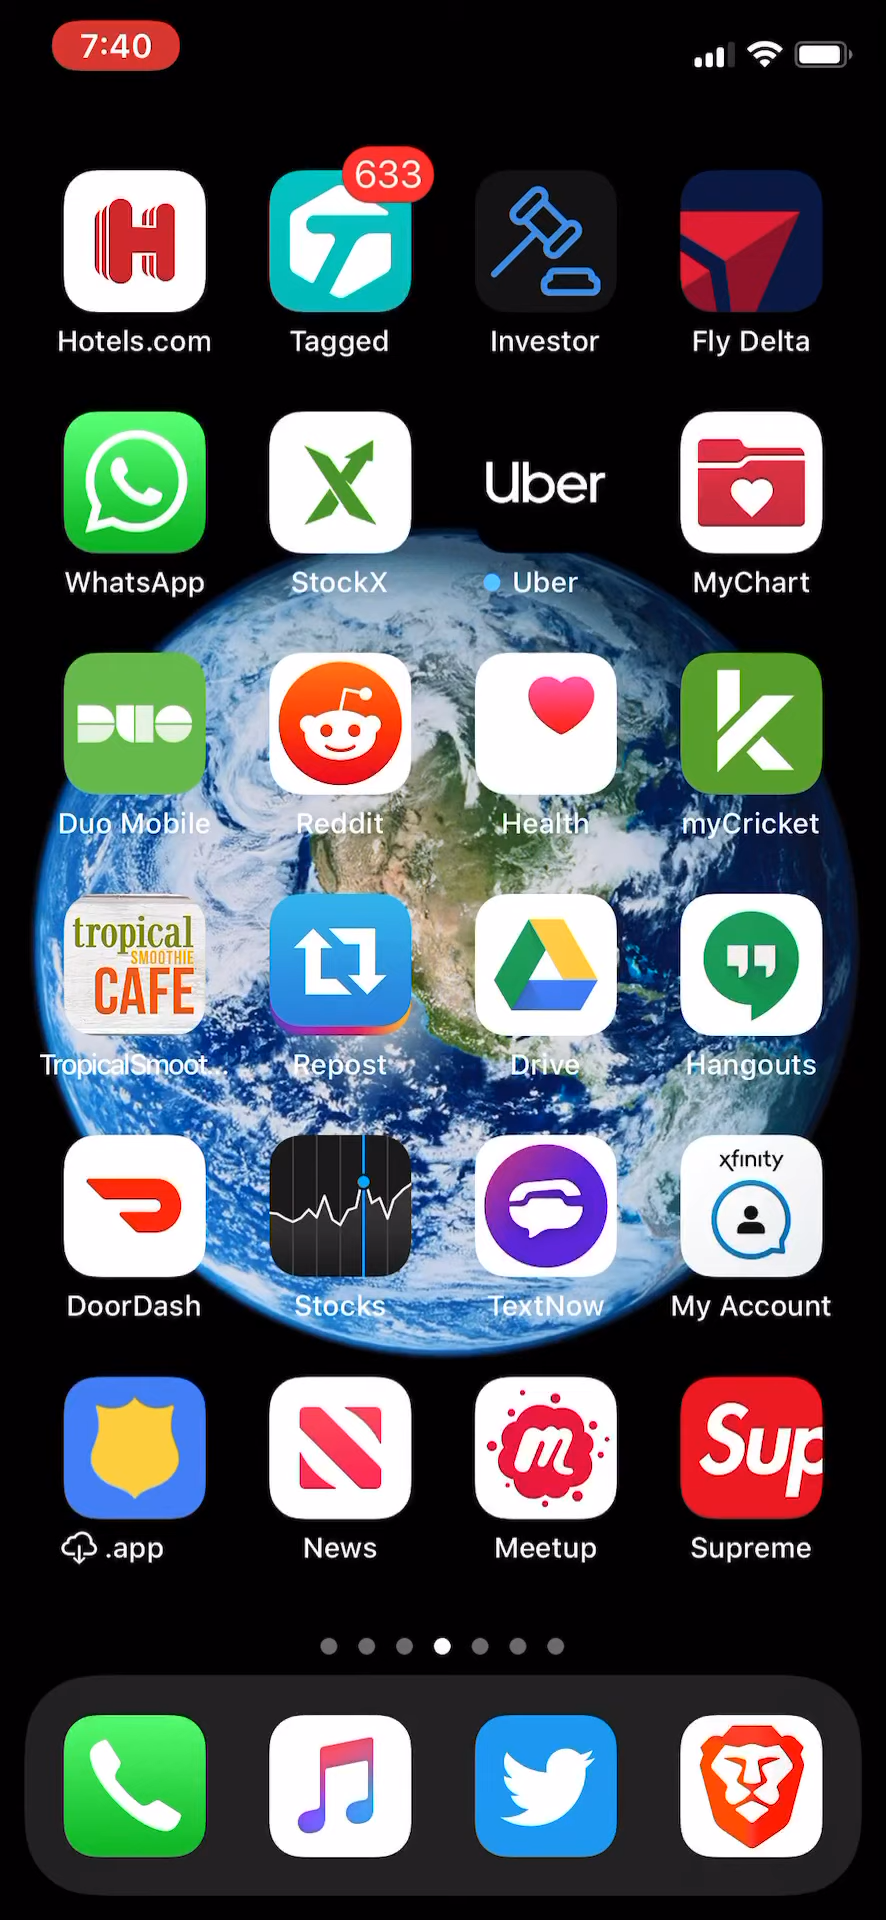 7:40
633
Hotels.com
Tagged
Investor
Fly Delta
Uber
WhatsApp
StockX
Uber
MyChart
DUO
Duo Mobile
Reddit
Health
myCricket
tropical
SMOOTHIE
CAFE
TropicalSmoot...
Repost
Drive
Hangouts
xfinity
DoorDash
Stocks
TextNow
My Account
m
Sup
.app
News
Meetup
Supreme